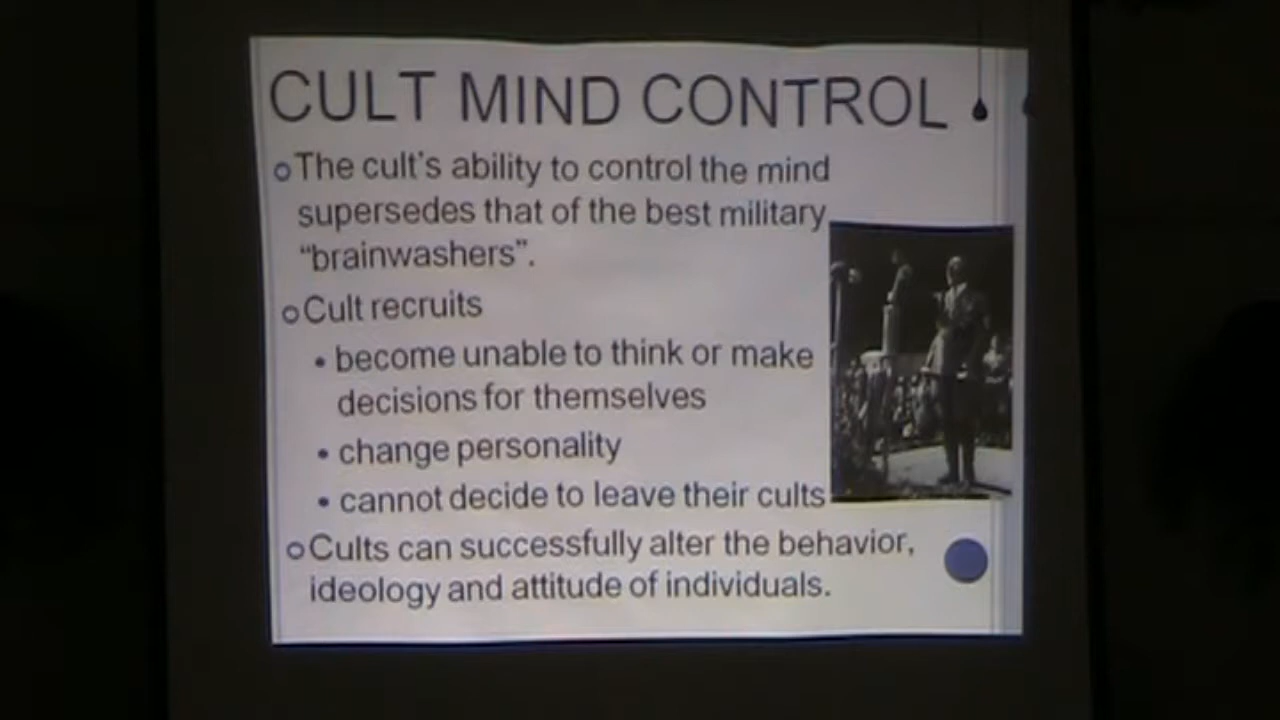 CULT MIND CONTROL
The cult's ability to control the mind
supersedes that of the best military
“brainwashers”.
Cult recruits
• become unable to think or make
decisions for themselves
• change personality
• cannot decide to leave their cults
Cults can successfully alter the behavior,
ideology and attitude of individuals.